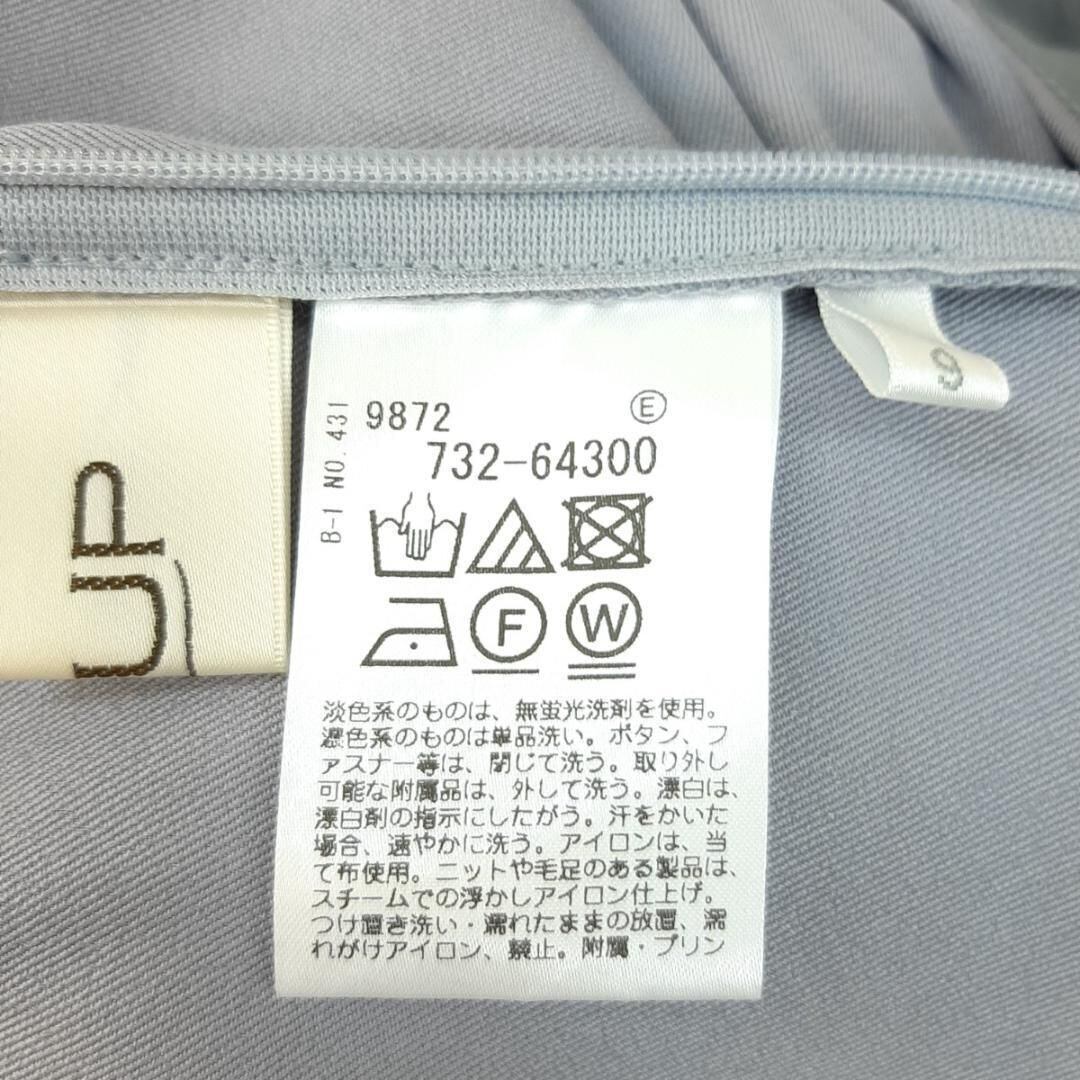 UP
B-1 NO. 431
9872
E
732-64300
F
W
淡色系のものは、無蛍光洗剤を使用。
濃色系のものは単品洗い。ボタン、フ
ァスナー等は、閉じて洗う。取り外し
可能な附属品は、外して洗う。漂白は、
漂白剤の指示にしたがう。汗をかいた
場合、速やかに洗う。アイロンは、当
て布使用。ニットや毛足のある製品は、
スチームでの浮かしアイロン仕上げ。
つけ置き洗い・濡れたままの放置、濡
れがけアイロン、禁止。附属・プリン
9